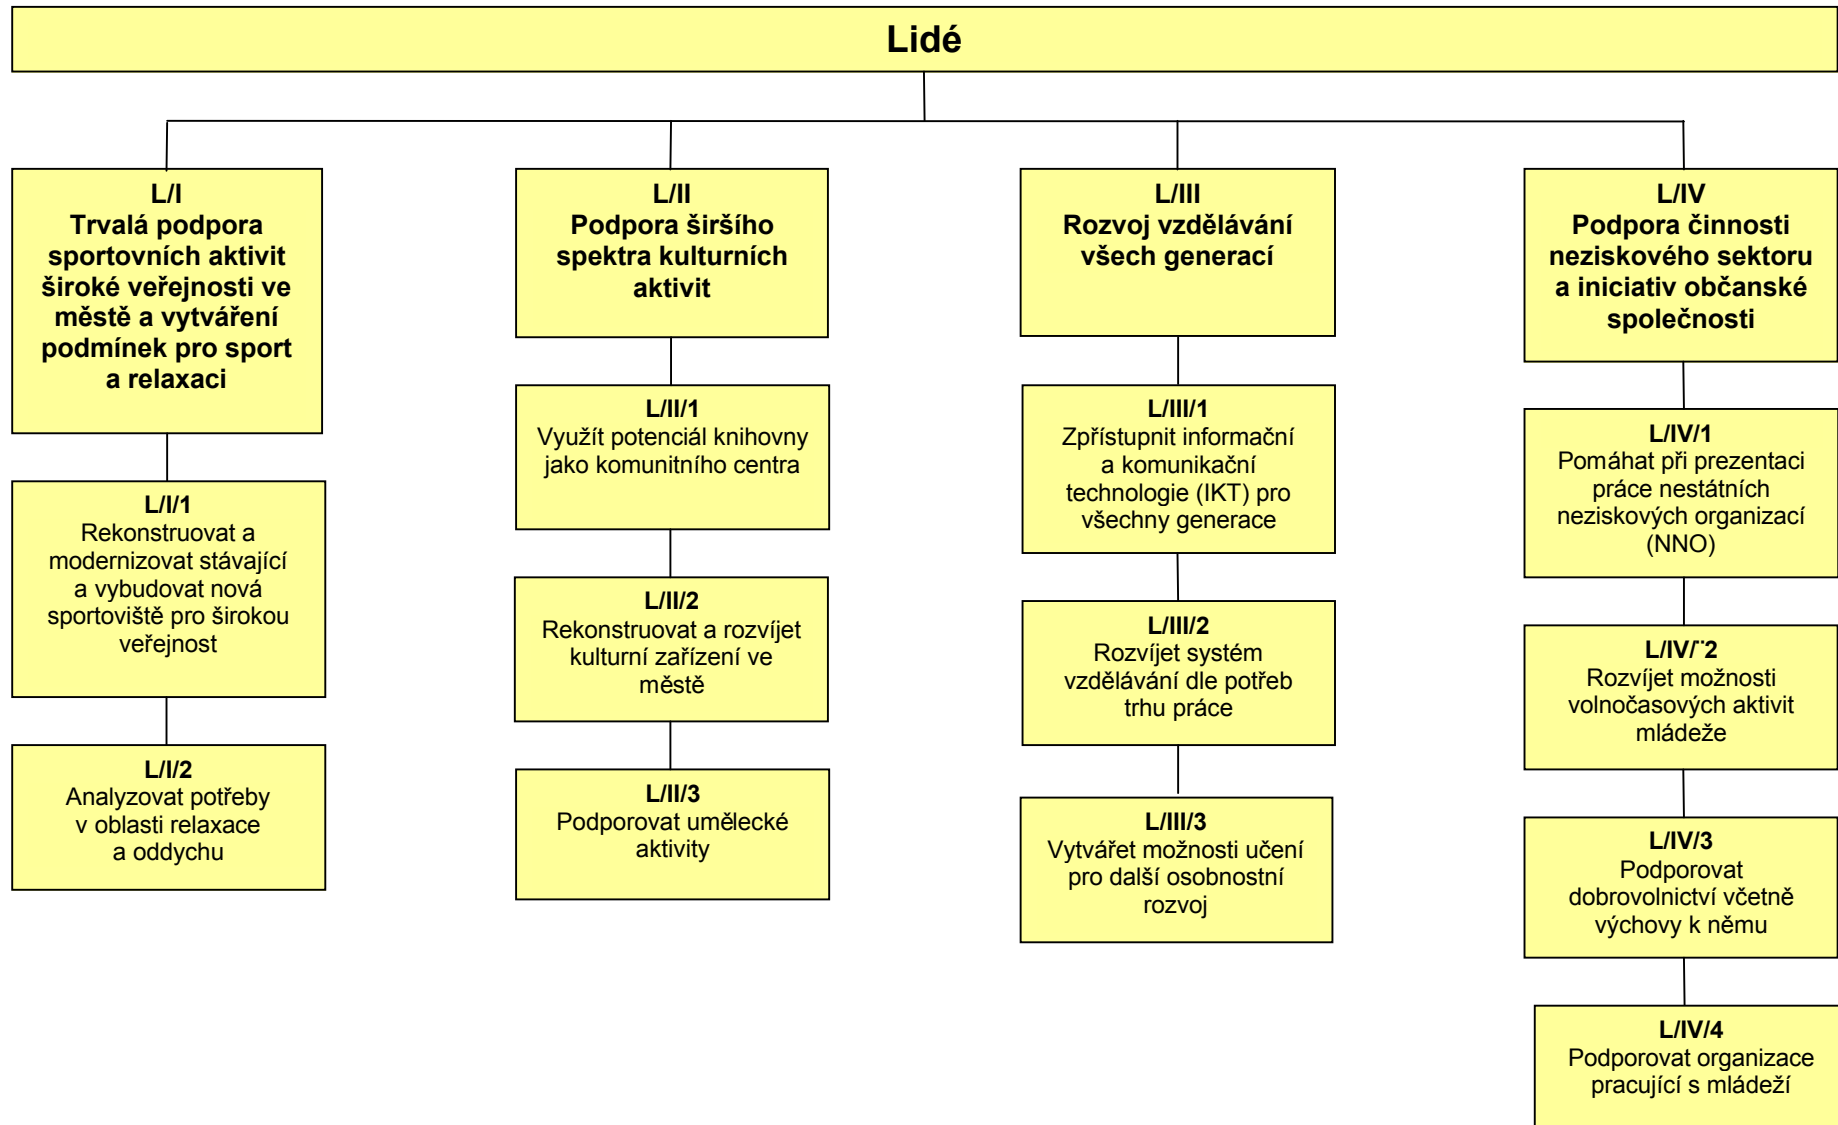 Lidé
L/I
Trvalá podpora
sportovních aktivit
široké veřejnosti ve
městě a vytváření
podmínek pro sport
a relaxaci
L/I/1
Rekonstruovat a
modernizovat stávající
a vybudovat nová
sportoviště pro širokou
veřejnost
L/I/2
Analyzovat potřeby
v oblasti relaxace
a oddychu
L/II
Podpora širšího
spektra kulturních
aktivit
L/II/1
Využít potenciál knihovny
jako komunitního centra
L/II/2
Rekonstruovat a rozvíjet
kulturní zařízení ve
městě
L/II/3
Podporovat umělecké
aktivity
L/III
Rozvoj vzdělávání
všech generací
L/III/1
Zpřístupnit informační
a komunikační
technologie (IKT) pro
všechny generace
L/III/2
Rozvíjet systém
vzdělávání dle potřeb
trhu práce
L/III/3
Vytvářet možnosti učení
pro další osobnostní
rozvoj
L/IV
Podpora činnosti
neziskového sektoru
a iniciativ občanské
společnosti
L/IV/1
Pomáhat při prezentaci
práce nestátních
neziskových organizací
(NNO)
L/IV/¨2
Rozvíjet možnosti
volnočasových aktivit
mládeže
L/IV/3
Podporovat
dobrovolnictví včetně
výchovy k němu
L/IV/4
Podporovat organizace
pracující s mládeží